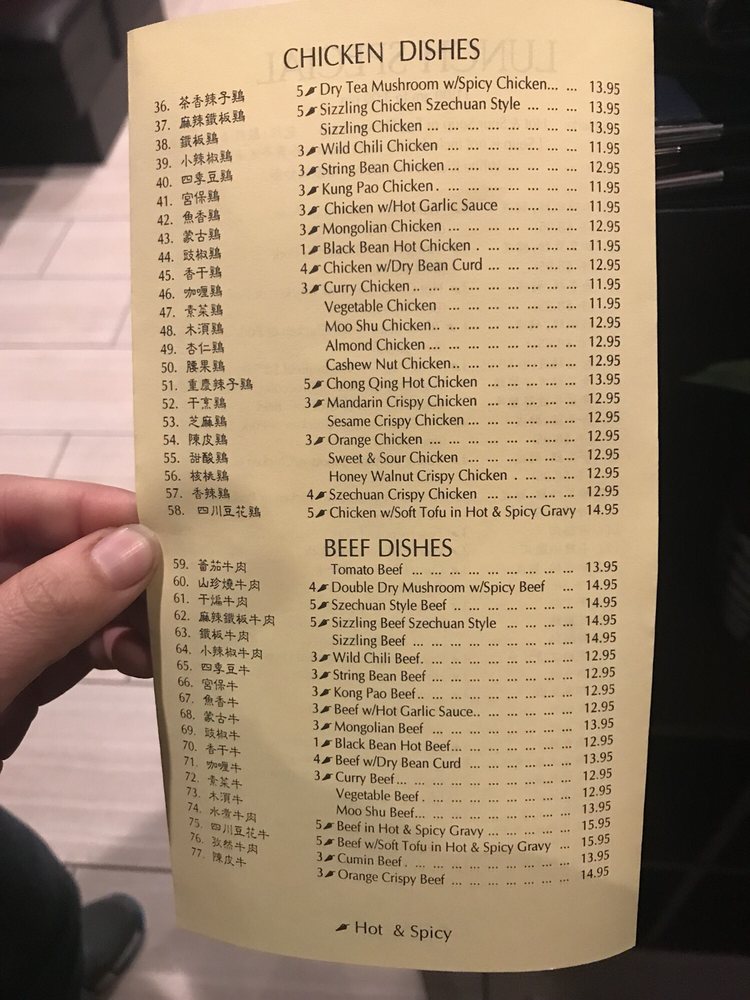 CHICKEN DISHES
36. 茶香辣子鷄 5 Dry Tea Mushroom w/Spicy Chicken... ... 13.95
37. 麻辣鐵板鷄 5 Sizzling Chicken Szechuan Style ... ... ... 13.95
38. 鐵板鷄 Sizzling Chicken ... ... ... ... ... ... ... 13.95
39. 小辣椒鷄 3 Wild Chili Chicken ... ... ... ... ... ... 11.95
40. 四季豆鷄 3 String Bean Chicken ... ... ... ... ... ... 12.95
41. 宮保鷄 3 Kung Pao Chicken. ... ... ... ... ... ... 11.95
42. 魚香鷄 3 Chicken w/Hot Garlic Sauce ... ... ... ... 11.95
43. 蒙古鷄 3 Mongolian Chicken ... ... ... ... ... ... 12.95
44. 豉椒鷄 1 Black Bean Hot Chicken . ... ... ... ... ... 11.95
45. 香干鷄 4 Chicken w/Dry Bean Curd ... ... ... ... ... 12.95
46. 咖喱鷄 3 Curry Chicken .. ... ... ... ... ... ... ... 11.95
47. 素菜鷄 Vegetable Chicken ... ... ... ... ... ... 11.95
48. 木須鷄 Moo Shu Chicken.. ... ... ... ... ... ... 12.95
49. 杏仁鷄 Almond Chicken ... ... ... ... ... ... ... 12.95
50. 腰果鷄 Cashew Nut Chicken.. ... ... ... ... ... 12.95
51. 重慶辣子鷄 5 Chong Qing Hot Chicken ... ... ... ... ... 13.95
52. 干烹鷄 3 Mandarin Crispy Chicken ... ... ... ... ... 12.95
53. 芝麻鷄 Sesame Crispy Chicken ... ... ... ... ... ... 12.95
54. 陳皮鷄 3 Orange Chicken ... ... ... ... ... ... ... 12.95
55. 甜酸鷄 Sweet & Sour Chicken ... ... ... ... ... ... 12.95
56. 核桃鷄 Honey Walnut Crispy Chicken . ... ... ... ... 12.95
57. 香辣鷄 4 Szechuan Crispy Chicken ... ... ... ... ... 12.95
58. 四川豆花鷄 5 Chicken w/Soft Tofu in Hot & Spicy Gravy 14.95
BEEF DISHES
59. 蕃茄牛肉 Tomato Beef ... ... ... ... ... ... ... ... 13.95
60. 山珍燒牛肉 4 Double Dry Mushroom w/Spicy Beef ... 14.95
61. 干煸牛肉 5 Szechuan Style Beef .. ... ... ... ... ... 14.95
62. 麻辣鐵板牛肉 5 Sizzling Beef Szechuan Style ... ... ... ... 14.95
63. 鐵板牛肉 Sizzling Beef ... ... ... ... ... ... ... ... 14.95
64. 小辣椒牛肉 3 Wild Chili Beef. ... ... ... ... ... ... ... 12.95
65. 四季豆牛 3 String Bean Beef ... ... ... ... ... ... ... 12.95
66. 宮保牛 3 Kong Pao Beef.. ... ... ... ... ... ... ... 12.95
67. 魚香牛 3 Beef w/Hot Garlic Sauce.. ... ... ... ... ... 12.95
68. 蒙古牛 3 Mongolian Beef ... ... ... ... ... ... ... 13.95
69. 豉椒牛 1 Black Bean Hot Beef... ... ... ... ... ... 12.95
70. 香干牛 4 Beef w/Dry Bean Curd ... ... ... ... ... 13.95
71. 咖喱牛 3 Curry Beef ... ... ... ... ... ... ... ... 12.95
72. 素菜牛 Vegetable Beef . ... ... ... ... ... ... ... 12.95
73. 木須牛 Moo Shu Beef... ... ... ... ... ... ... ... 13.95
74. 水煮牛肉 5 Beef in Hot & Spicy Gravy ... ... ... ... ... 15.95
75. 四川豆花牛 5 Beef w/Soft Tofu in Hot & Spicy Gravy ... 15.95
76. 孜然牛肉 3 Cumin Beef . ... ... ... ... ... ... ... 13.95
77. 陳皮牛 3 Orange Crispy Beef ... ... ... ... ... ... 14.95
Hot & Spicy